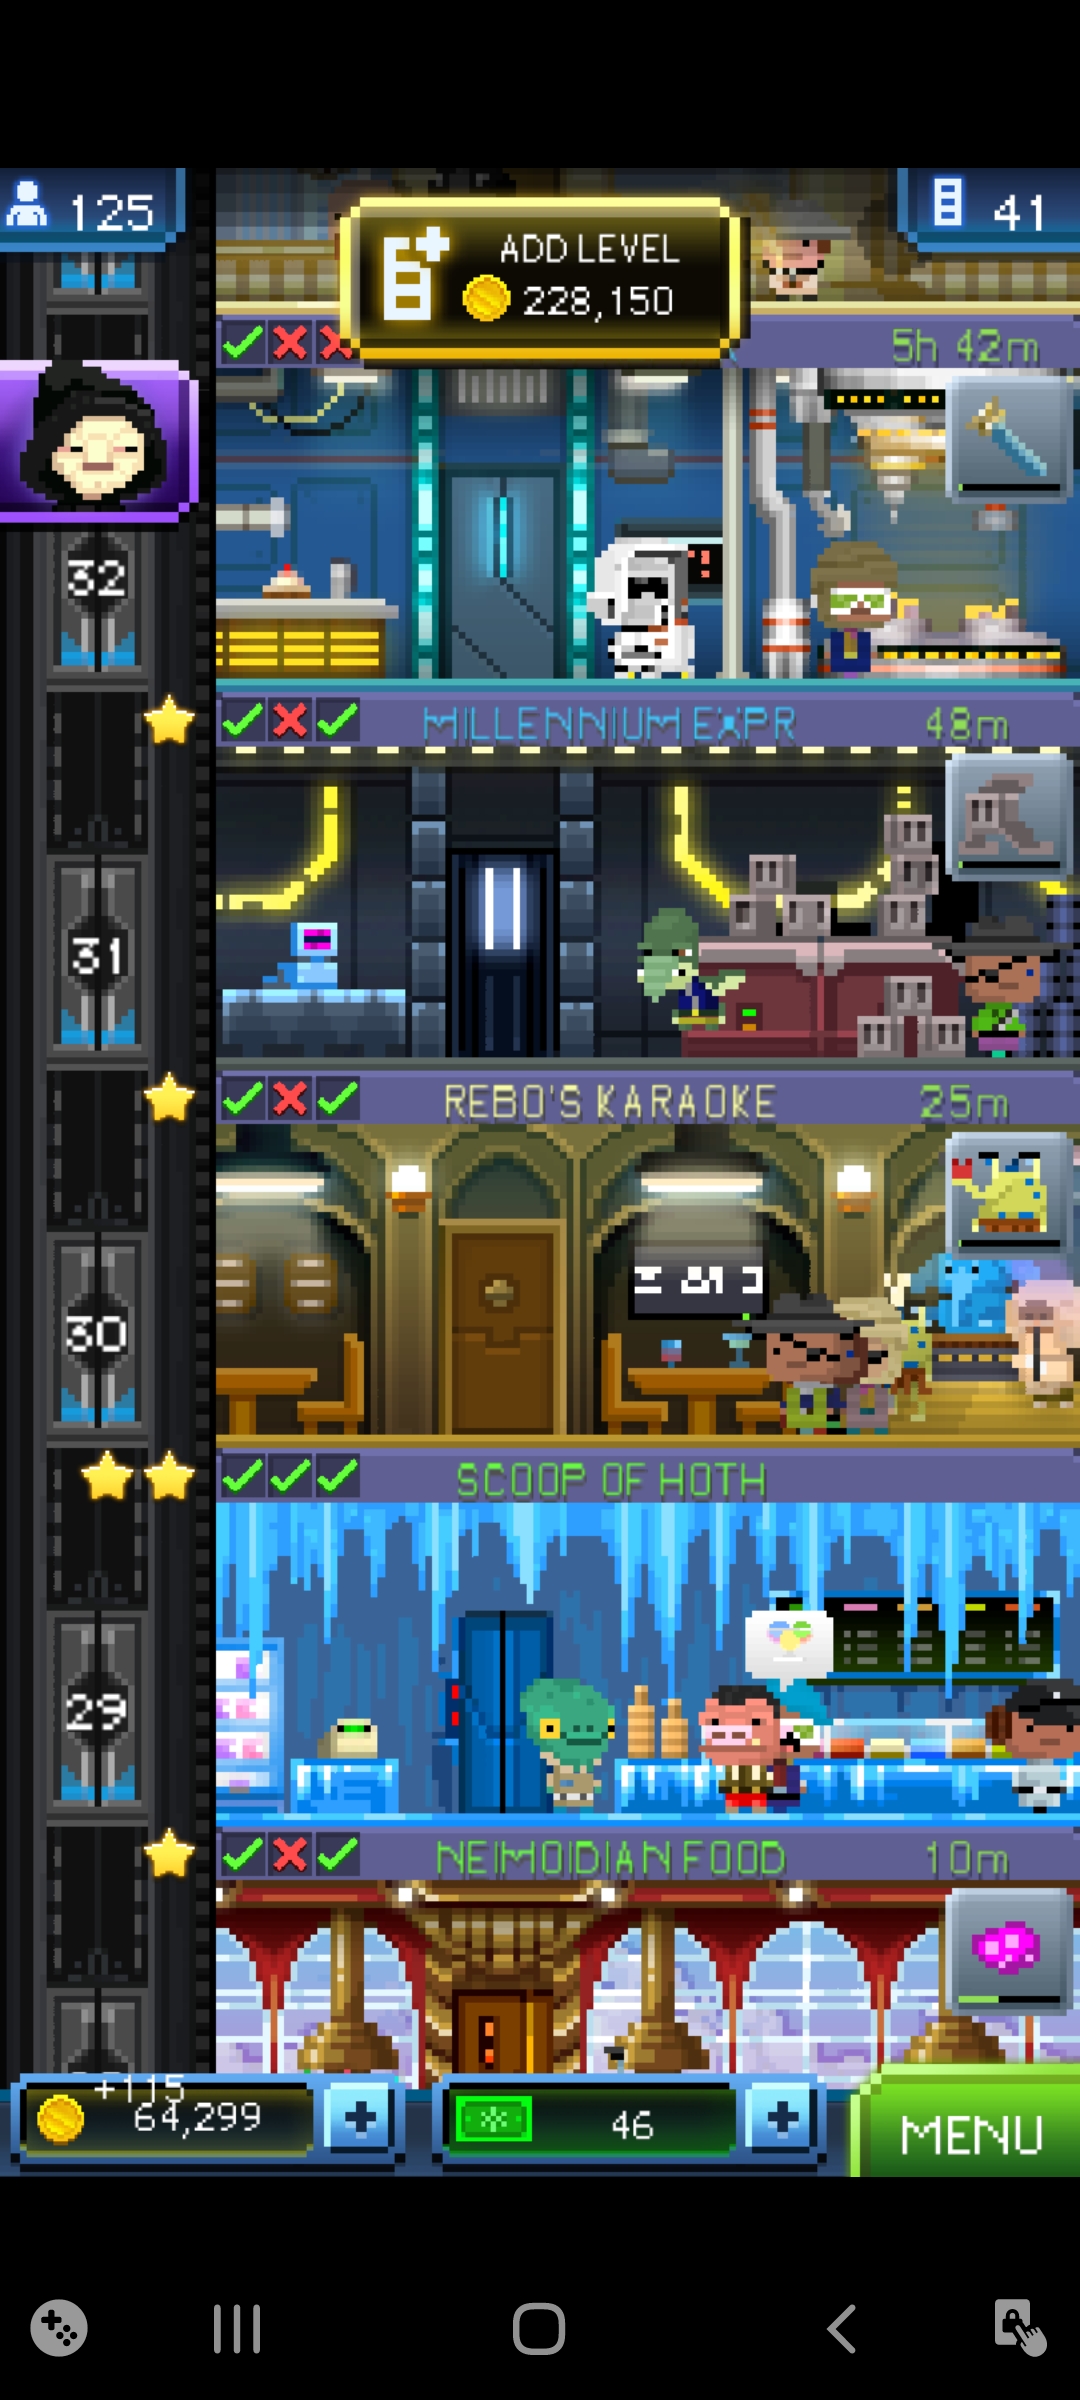 125
41
ADD LEVEL
228,150
5h 42m
32
MILLENNIUM EXPR
48m
31
REBO'S KARAOKE
25m
30
SCOOP OF HOTH
29
NEIMOIDIAN FOOD
10m
+115
64,299
46
MENU